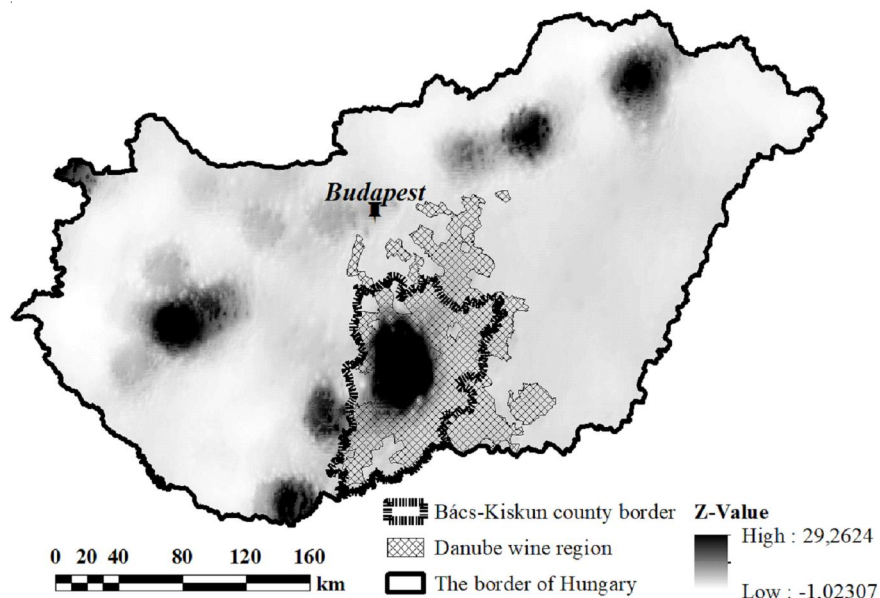 Budapest
Bács-Kiskun county border
Danube wine region
The border of Hungary
Z-Value
High : 29,2624
Low : -1,02307
0 20 40 80 120 160
km